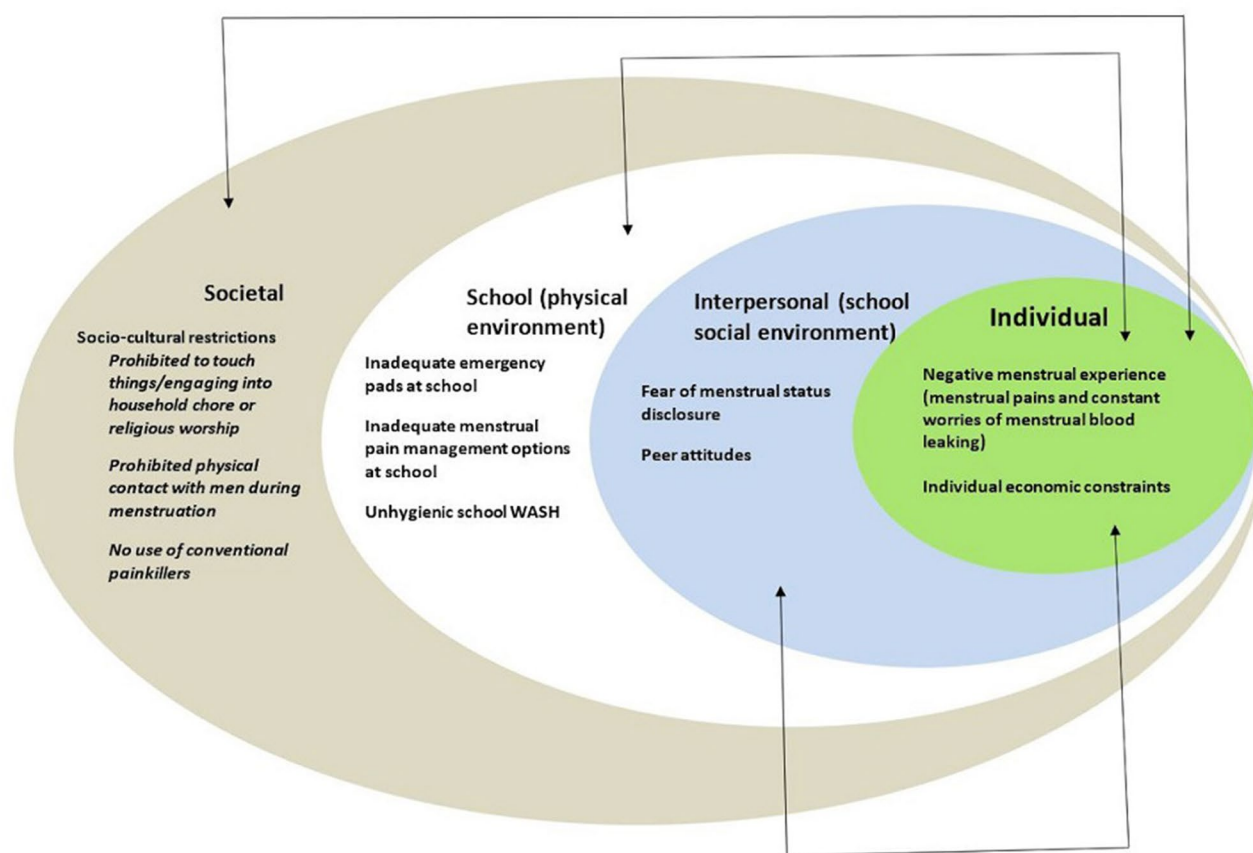 Societal
Socio-cultural restrictions
Prohibited to touch
things/engaging into
household chore or
religious worship
Prohibited physical
contact with men during
menstruation
No use of conventional
painkillers
School (physical
environment)
Inadequate emergency
pads at school
Inadequate menstrual
pain management options
at school
Unhygienic school WASH
Interpersonal (school
social environment)
Fear of menstrual status
disclosure
Peer attitudes
Individual
Negative menstrual experience
(menstrual pains and constant
worries of menstrual blood
leaking)
Individual economic constraints